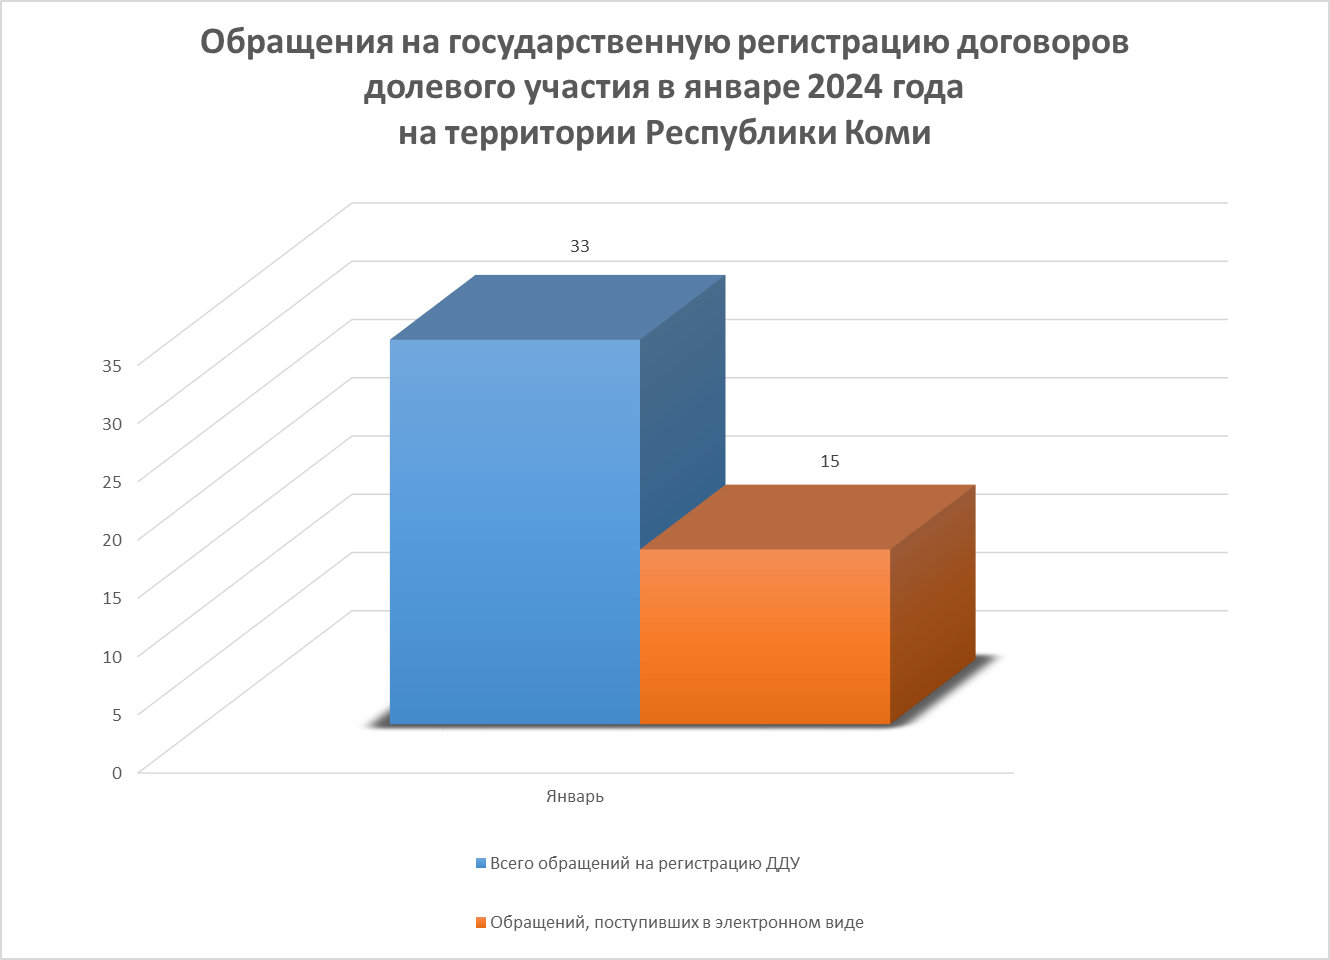 Обращения на государственную регистрацию договоров
долевого участия в январе 2024 года
на территории Республики Коми
33
15
35
30
25
20
15
10
5
0
Январь
Всего обращений на регистрацию ДДУ
Обращений, поступивших в электронном виде